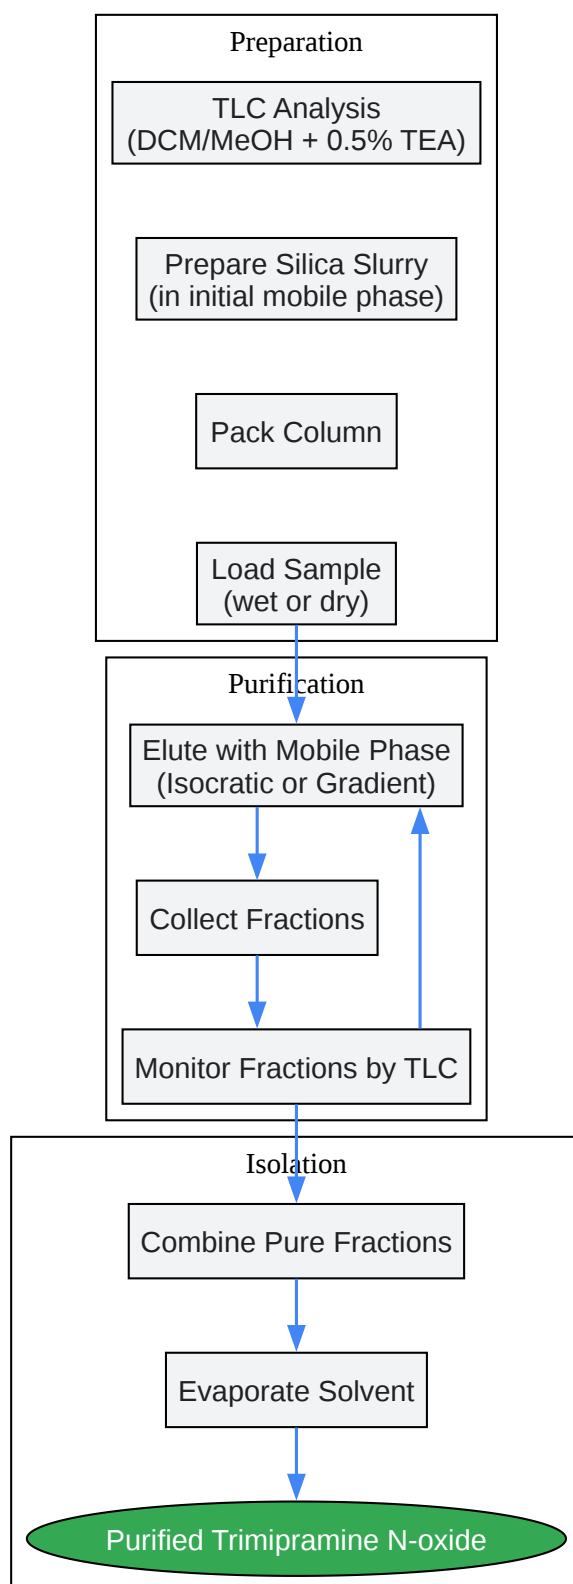 Preparation
TLC Analysis
(DCM/MeOH + 0.5% TEA)
Prepare Silica Slurry
(in initial mobile phase)
Pack Column
Load Sample
(wet or dry)
Purification
Elute with Mobile Phase
(Isocratic or Gradient)
Collect Fractions
Monitor Fractions by TLC
Isolation
Combine Pure Fractions
Evaporate Solvent
Purified Trimipramine N-oxide